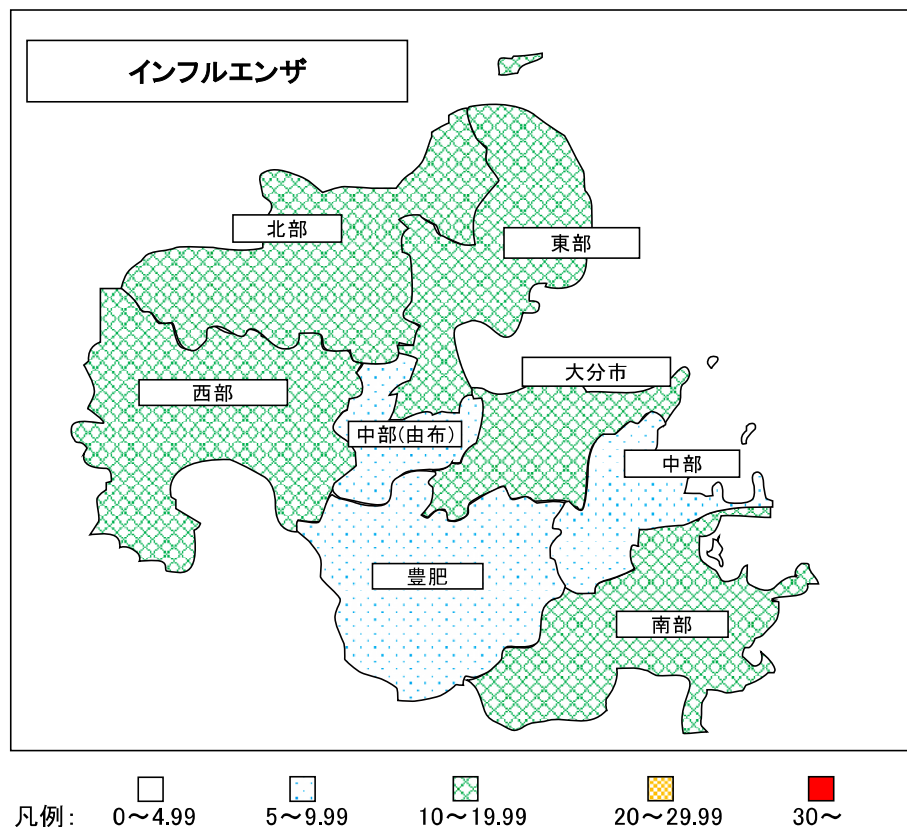 インフルエンザ
北部
東部
大分市
西部
中部(由布)
中部
豊肥
南部
凡例: 0～4.99 5～9.99 10～19.99 20～29.99 30～